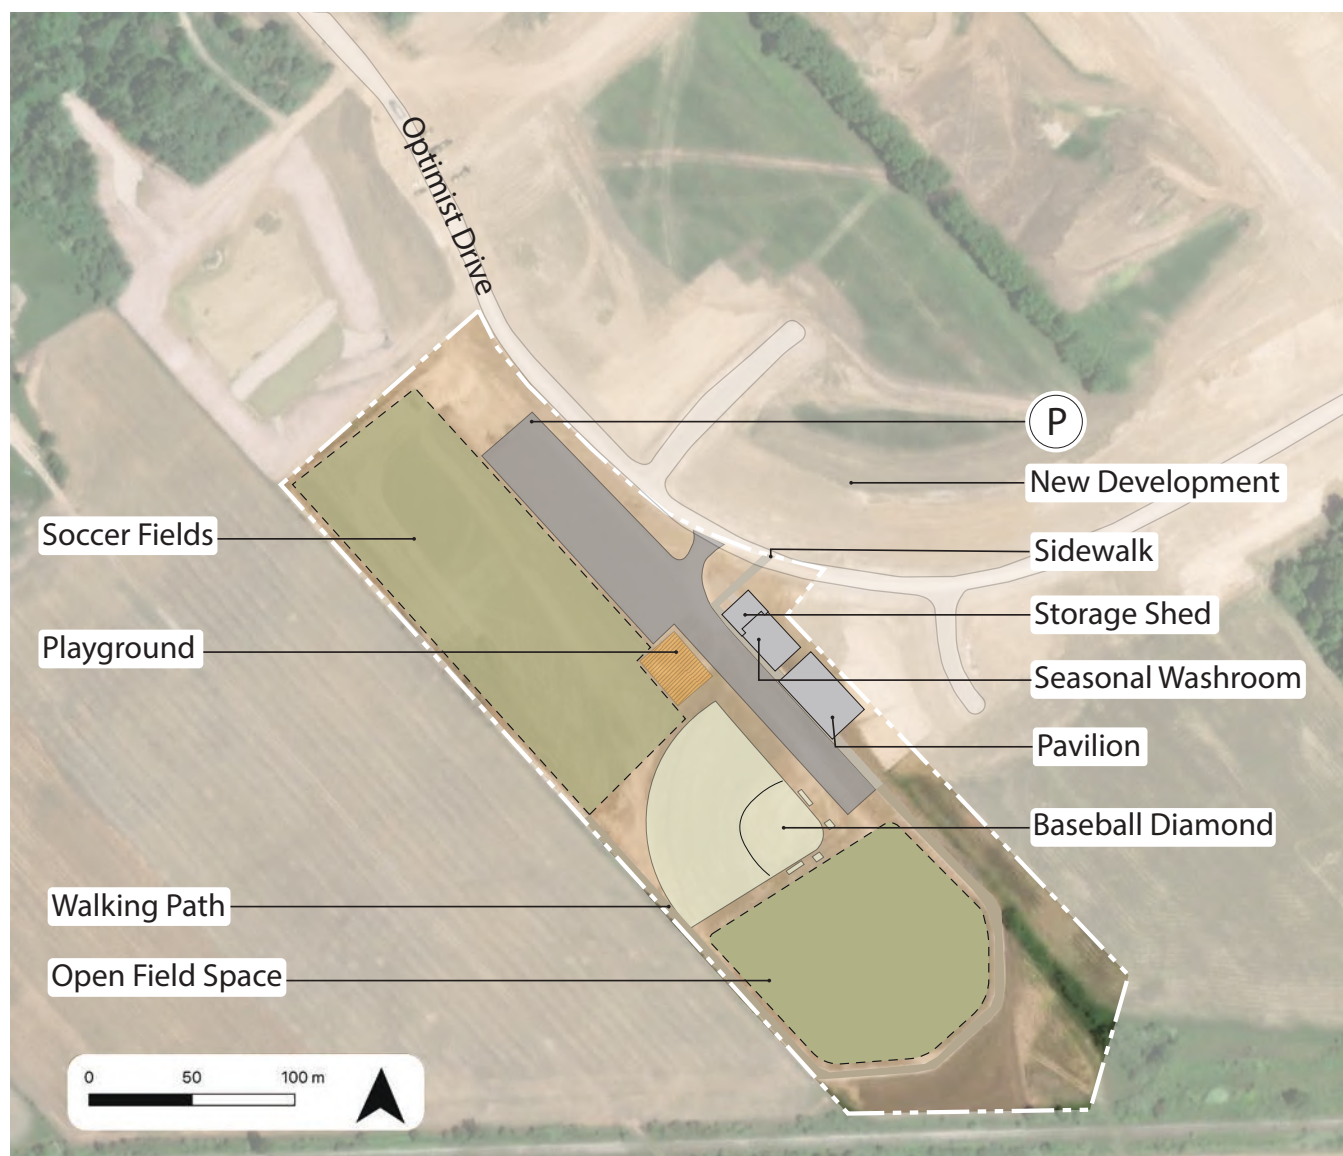 Optimist Drive
P
New Development
Soccer Fields
Sidewalk
Storage Shed
Playground
Seasonal Washroom
Pavilion
Baseball Diamond
Walking Path
Open Field Space
0 50 100 m